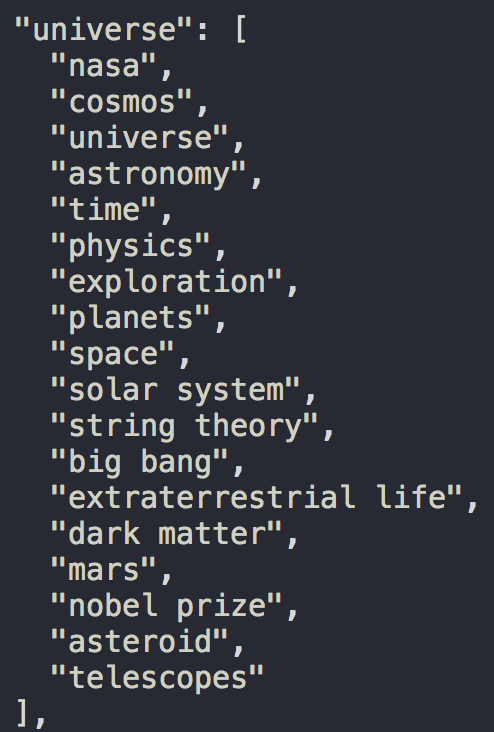 "universe": [
"nasa",
"cosmos",
"universe",
"astronomy",
"time",
"physics",
"exploration",
"planets",
"space",
"solar system",
"string theory",
"big bang",
"extraterrestrial life",
"dark matter",
"mars",
"nobel prize",
"asteroid",
"telescopes"
],